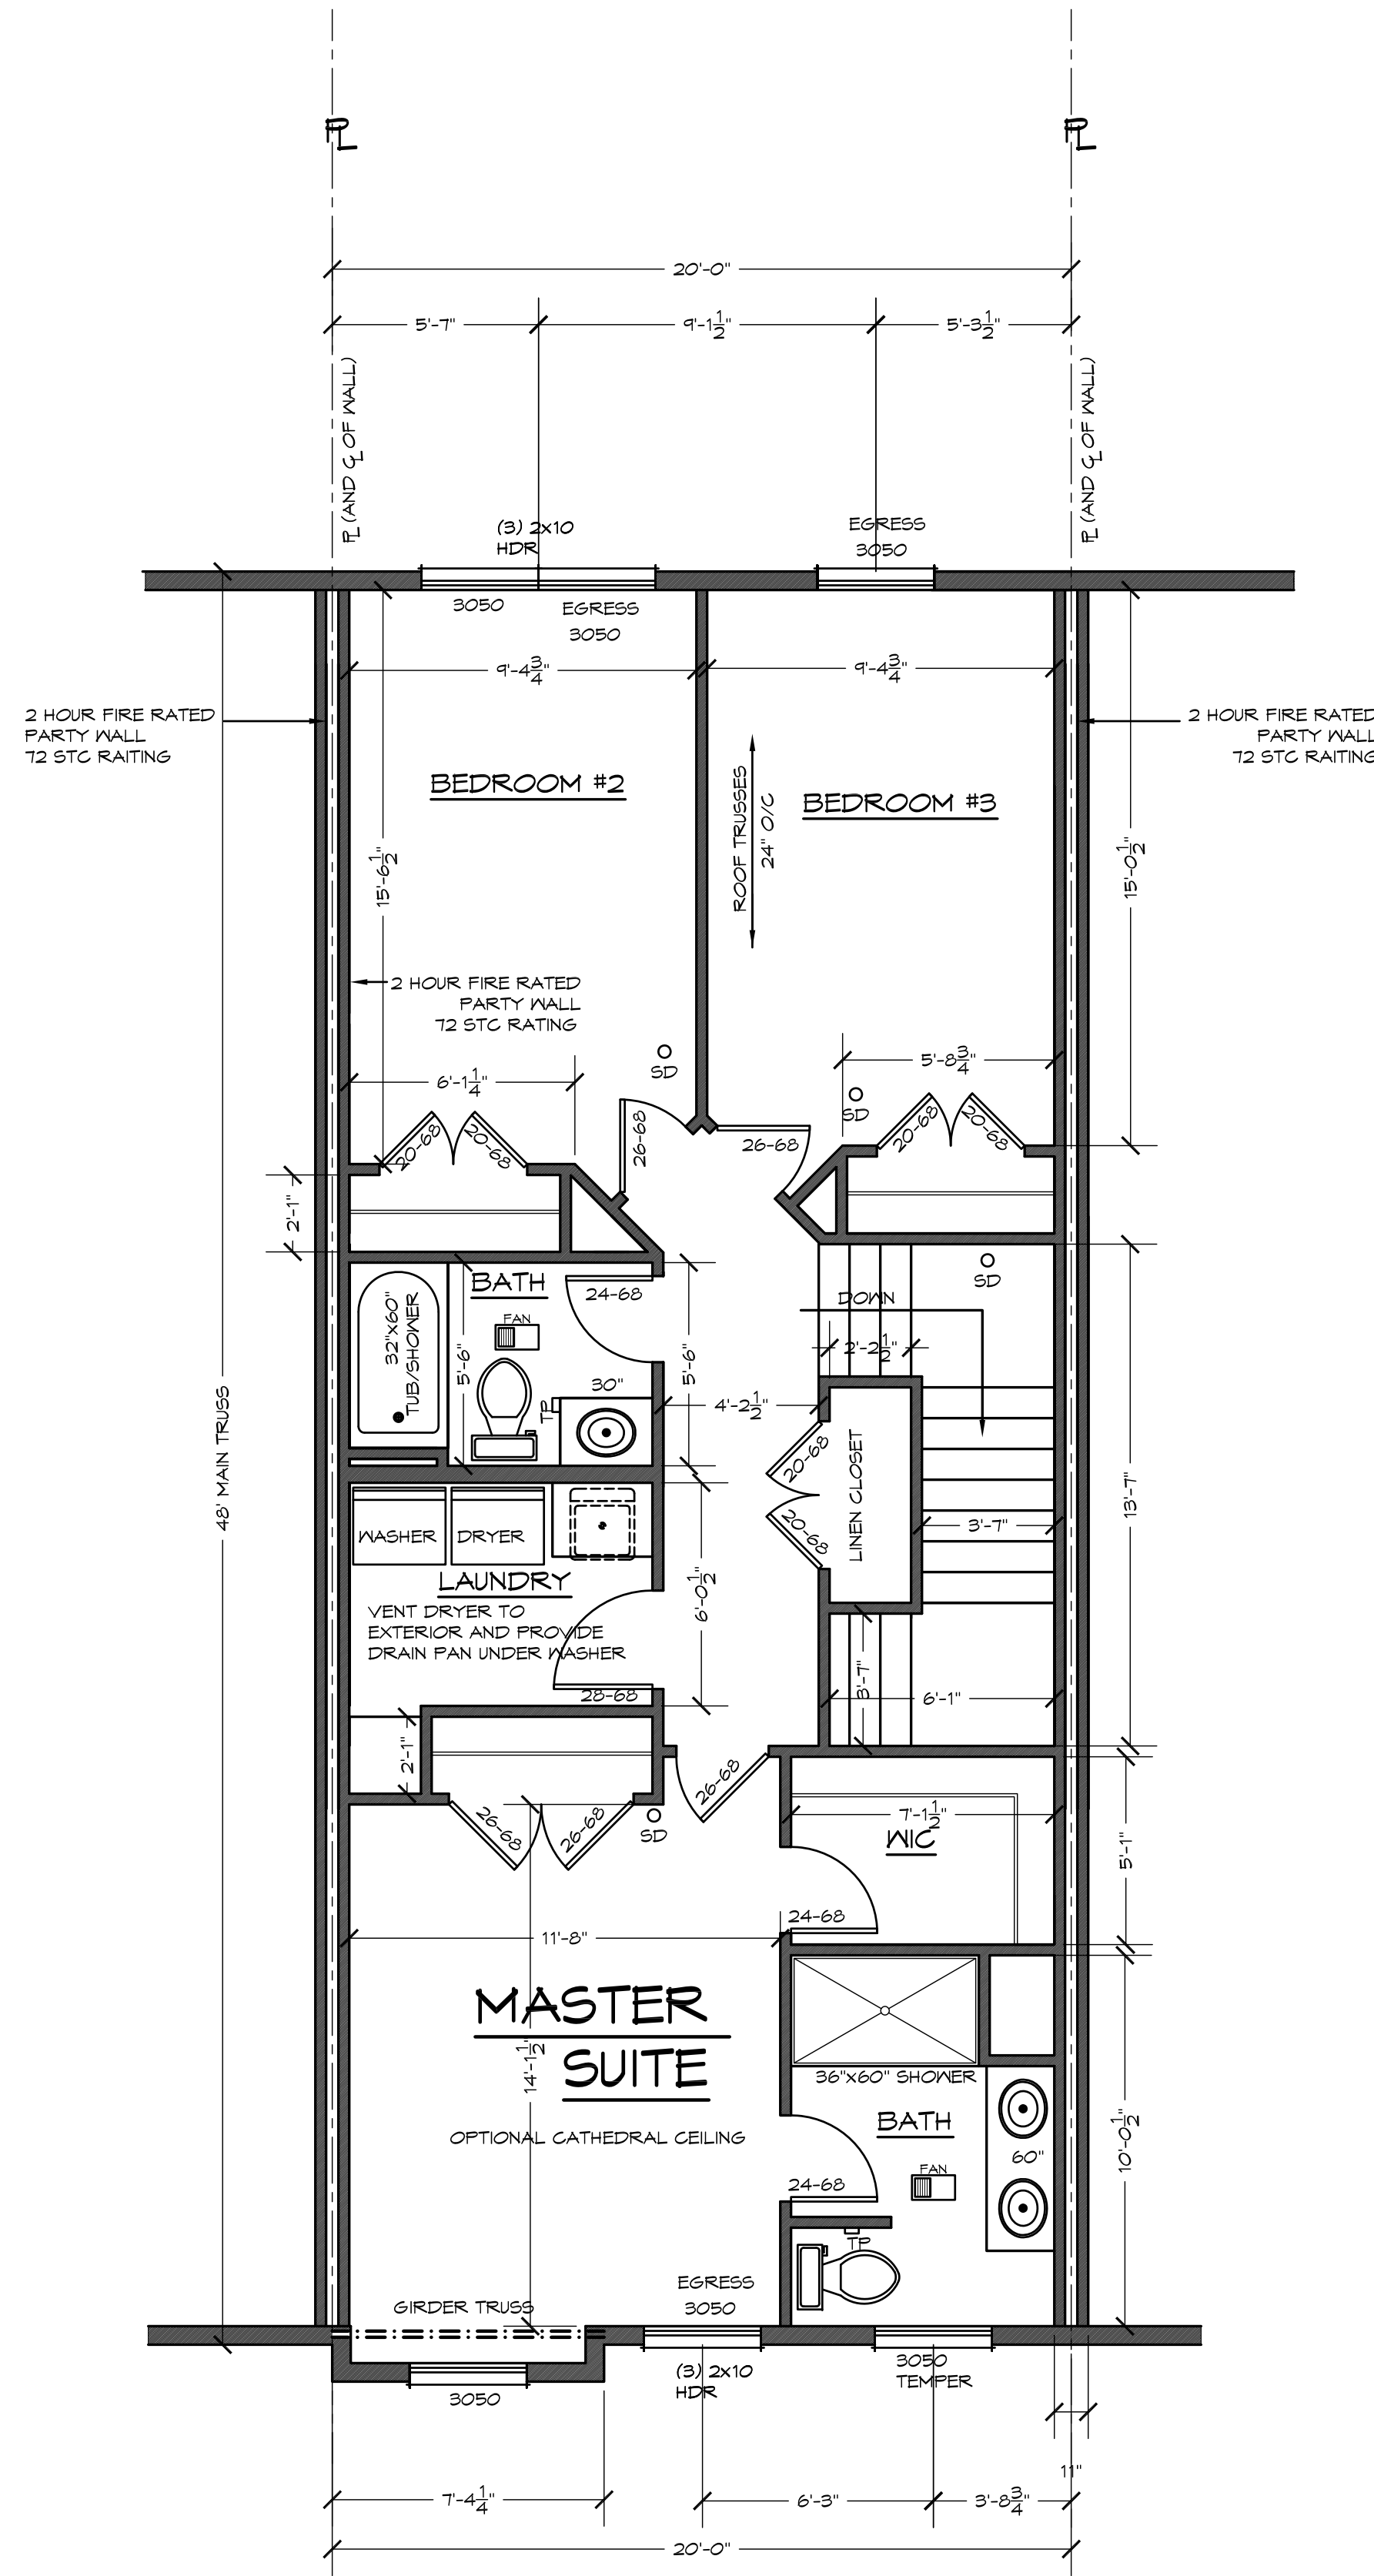 PL
PL
20'-0"
5'-7"
9'-1 1/2"
5'-3 1/2"
PL (AND CL OF WALL)
PL (AND CL OF WALL)
(3) 2x10
HDR
EGRESS
3050
3050
EGRESS
3050
9'-4 3/4"
9'-4 3/4"
2 HOUR FIRE RATED
PARTY WALL
72 STC RAITING
2 HOUR FIRE RATED
PARTY WALL
72 STC RAITING
BEDROOM #2
BEDROOM #3
ROOF TRUSSES
24" O/C
15'-6 1/2"
15'-0 1/2"
2 HOUR FIRE RATED
PARTY WALL
72 STC RATING
SD
5'-8 3/4"
6'-1 1/4"
SD
20-68
20-68
26-68
26-68
20-68
20-68
2'-1"
BATH
SD
24-68
DOWN
32"x60"
TUB/SHOWER
FAN
5'-6"
5'-6"
2'-2 1/2"
30"
TP
4'-2 1/2"
48' MAIN TRUSS
20-68
LINEN CLOSET
13'-7"
WASHER
DRYER
20-68
3'-7"
LAUNDRY
6'-0 1/2"
VENT DRYER TO
EXTERIOR AND PROVIDE
DRAIN PAN UNDER WASHER
28-68
3'-7"
6'-1"
2'-1"
26-68
26-68
26-68
SD
7'-1 1/2"
WIC
5'-1"
24-68
11'-8"
MASTER
SUITE
14'-1 1/2"
36"x60" SHOWER
BATH
OPTIONAL CATHEDRAL CEILING
60"
10'-0 1/2"
FAN
24-68
TP
EGRESS
3050
GIRDER TRUSS
3050
(3) 2x10
HDR
3050
TEMPER
11"
7'-4 1/4"
6'-3"
3'-8 3/4"
20'-0"